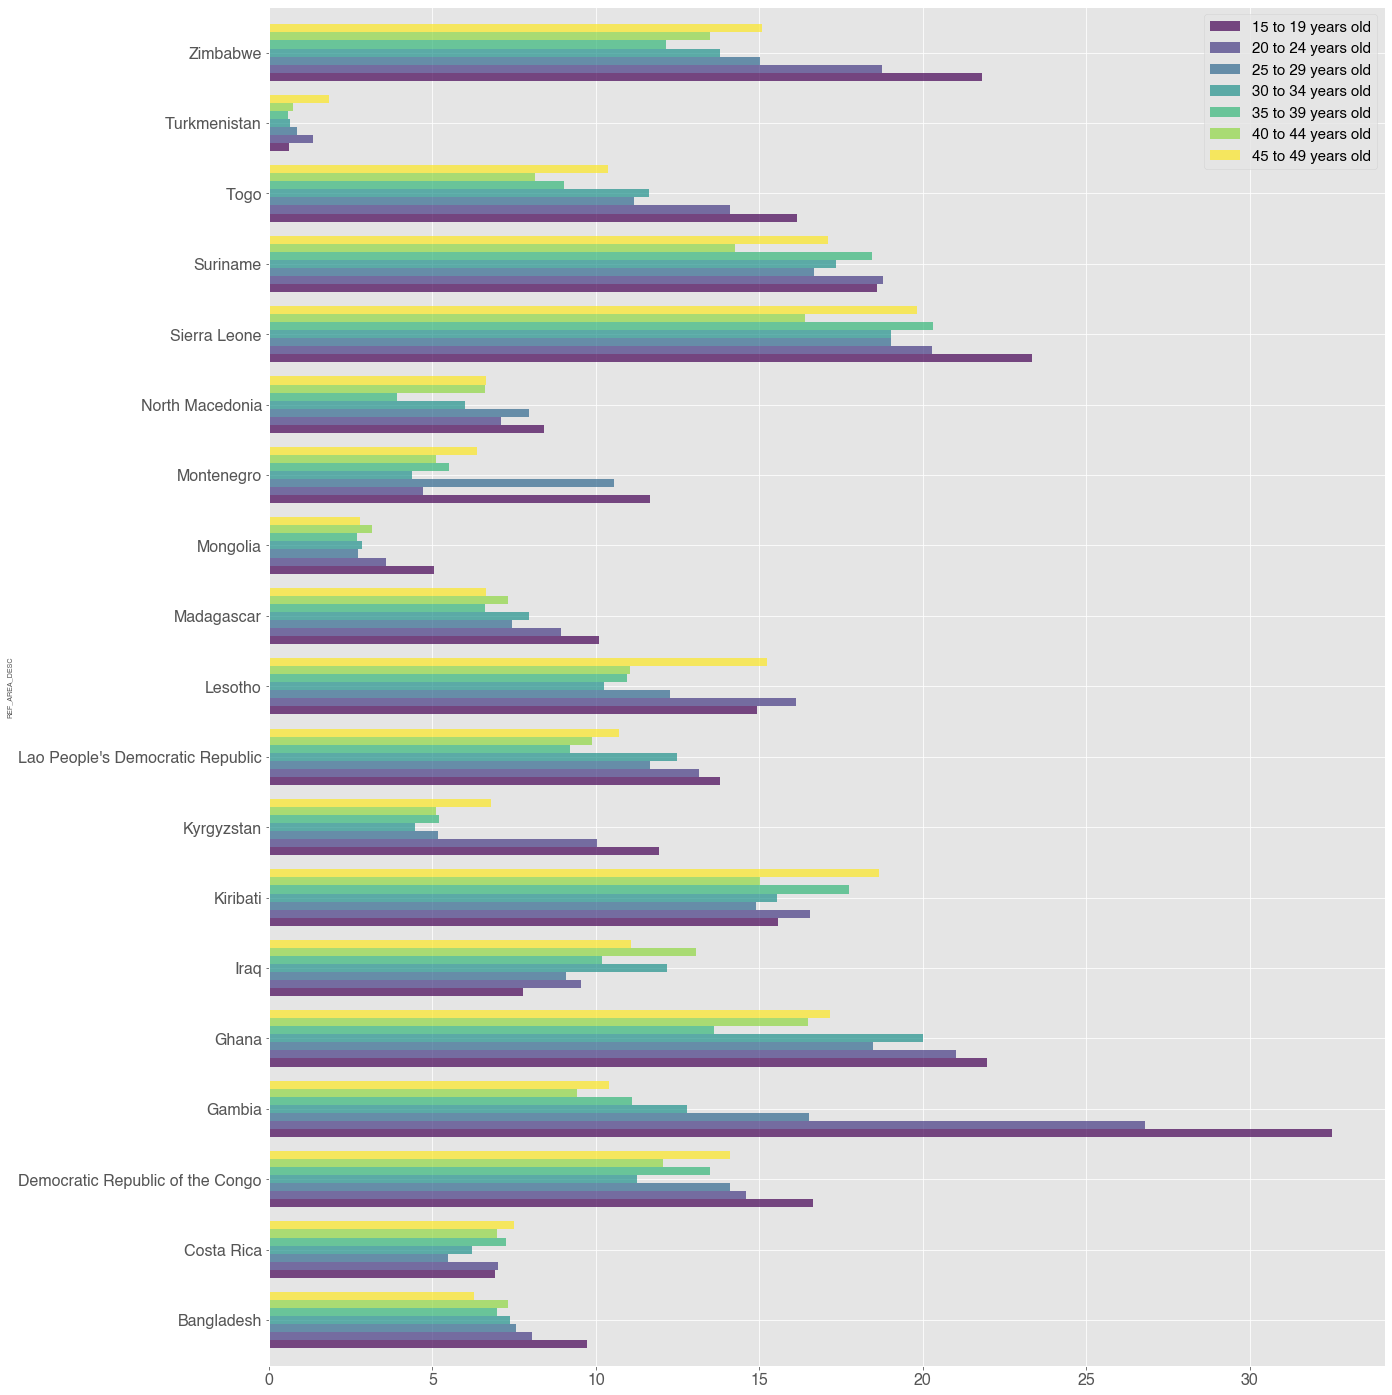 15 to 19 years old
20 to 24 years old
25 to 29 years old
30 to 34 years old
35 to 39 years old
40 to 44 years old
45 to 49 years old
Zimbabwe
Turkmenistan
Togo
Suriname
Sierra Leone
North Macedonia
Montenegro
Mongolia
Madagascar
Lesotho
Lao People's Democratic Republic
Kyrgyzstan
Kiribati
Iraq
Ghana
Gambia
Democratic Republic of the Congo
Costa Rica
Bangladesh
REF_AREA_DESC
0 5 10 15 20 25 30